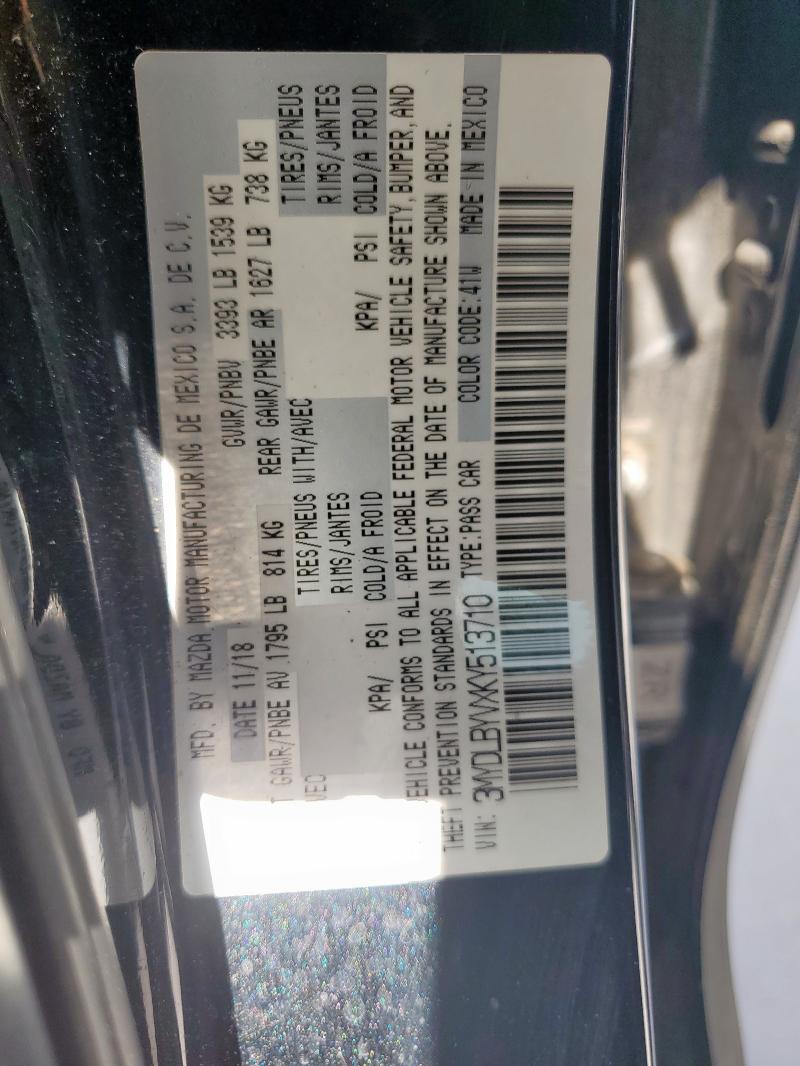 MFD. BY MAZDA MOTOR MANUFACTURING DE MEXICO S.A. DE C.V.
DATE 11/18 GVWR/PNBV 3393 LB 1539 KG
GAWR/PNBE AV 1795 LB 814 KG REAR GAWR/PNBE AR 1627 LB 738 KG
TIRES/PNEUS WITH/AVEC TIRES/PNEUS
RIMS/JANTES RIMS/JANTES
KPA/ PSI COLD/A FROID KPA/ PSI COLD/A FROID
VEHICLE CONFORMS TO ALL APPLICABLE FEDERAL MOTOR VEHICLE SAFETY, BUMPER, AND
THEFT PREVENTION STANDARDS IN EFFECT ON THE DATE OF MANUFACTURE SHOWN ABOVE.
VIN: 3MYDLBYVXKY513710 TYPE:PASS CAR COLOR CODE:41W MADE IN MEXICO